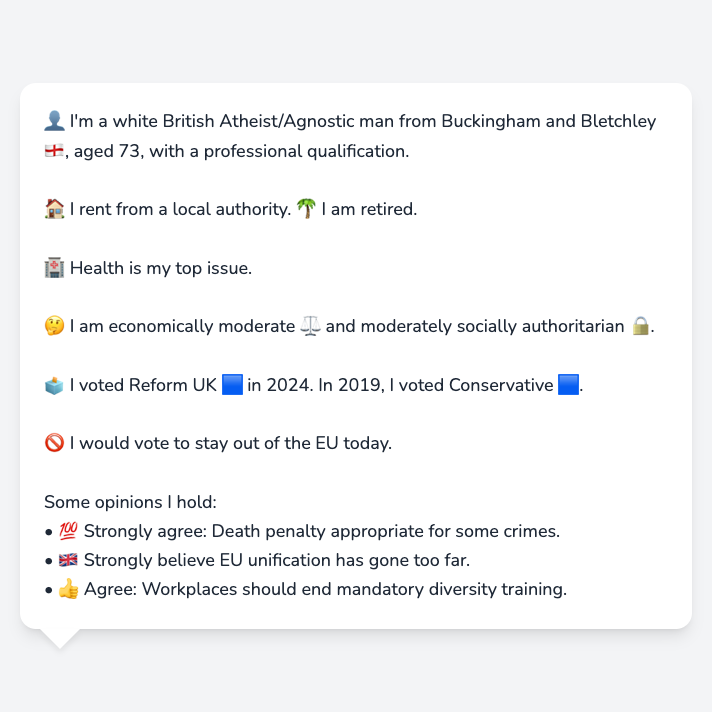 👤 I'm a white British Atheist/Agnostic man from Buckingham and Bletchley
🏴󠁧󠁢󠁥󠁮󠁧󠁿, aged 73, with a professional qualification.
🏠 I rent from a local authority. 🌴 I am retired.
🏥 Health is my top issue.
🤔 I am economically moderate ⚖️ and moderately socially authoritarian 🔒.
🗳️ I voted Reform UK 🟦 in 2024. In 2019, I voted Conservative 🟦.
🚫 I would vote to stay out of the EU today.
Some opinions I hold:
• 💯 Strongly agree: Death penalty appropriate for some crimes.
• 🇬🇧 Strongly believe EU unification has gone too far.
• 👍 Agree: Workplaces should end mandatory diversity training.